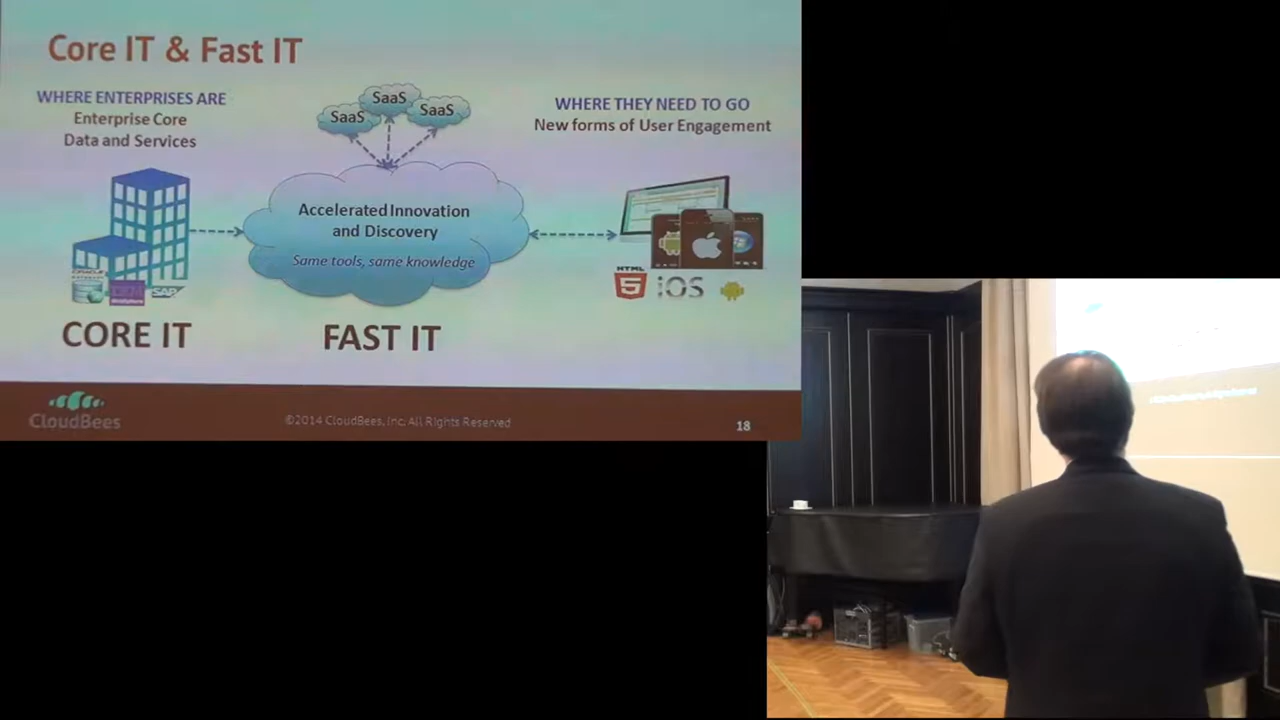 Core IT & Fast IT
WHERE ENTERPRISES ARE
Enterprise Core
Data and Services
SaaS
SaaS
SaaS
WHERE THEY NEED TO GO
New forms of User Engagement
Accelerated Innovation
and Discovery
Same tools, same knowledge
ORACLE
IBM
SAP
HTML
5
iOS
CORE IT
FAST IT
CloudBees
©2014 CloudBees, Inc. All Rights Reserved
18